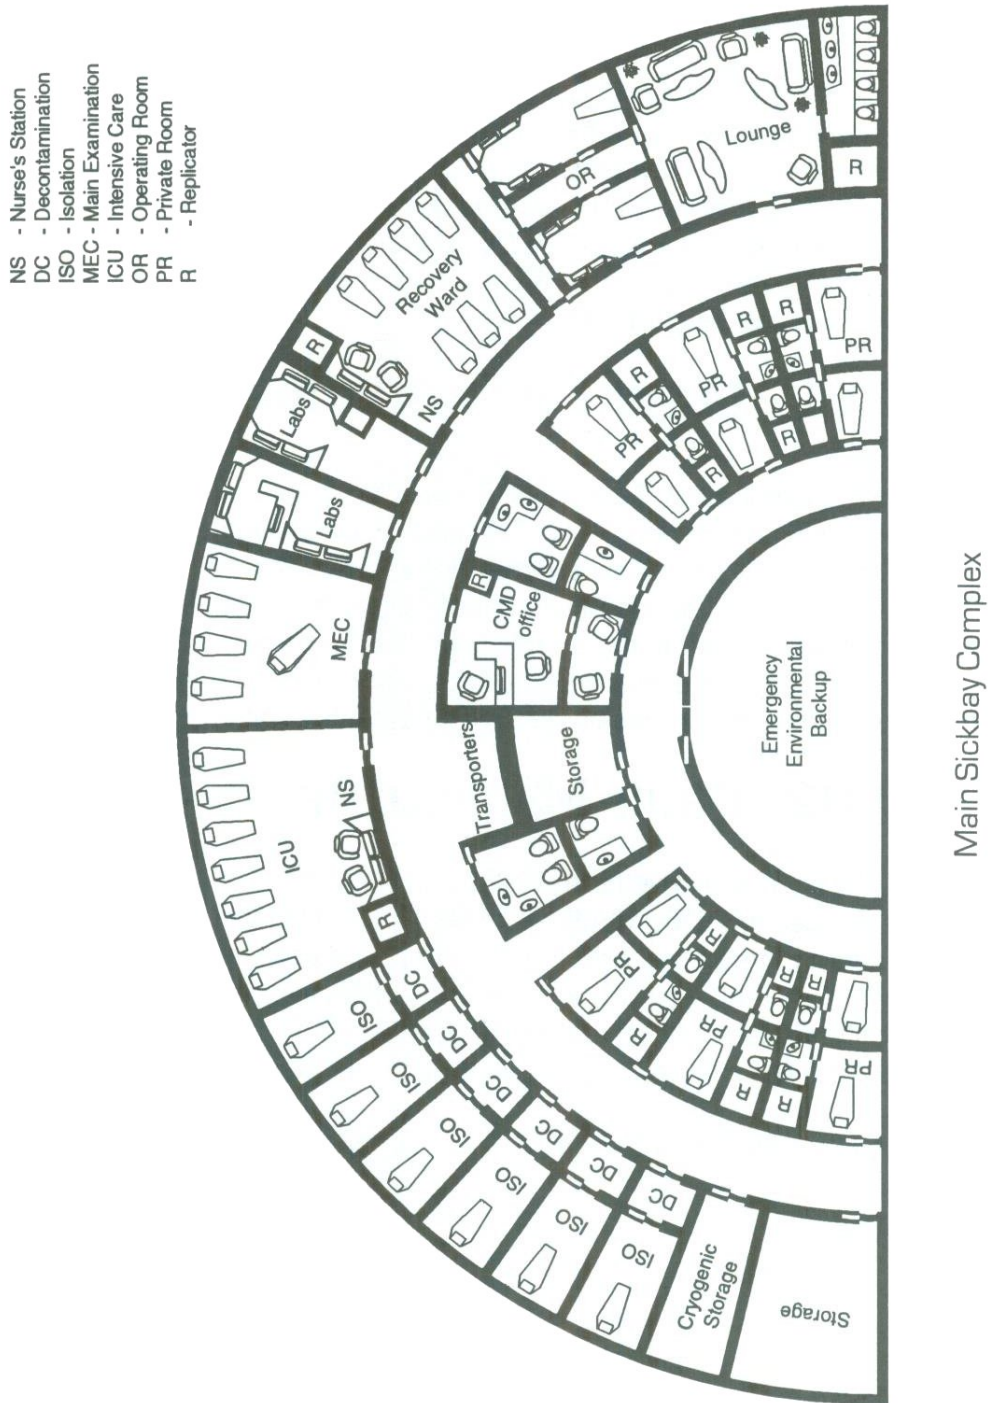 NS - Nurse's Station
DC - Decontamination
ISO - Isolation
MEC - Main Examination
ICU - Intensive Care
OR - Operating Room
PR - Private Room
R - Replicator
Storage
Cryogenic
Storage
ISO
DC
ISO
DC
ISO
DC
ISO
DC
ISO
DC
ISO
DC
R
ICU
NS
MEC
Labs
Labs
NS
R
Recovery
Ward
OR
Lounge
R
PR
R
R
R
R
PR
R
R
PR
R
R
Transporters
Storage
CMD
office
R
PR
R
R
PR
R
R
R
R
PR
Emergency
Environmental
Backup
Main Sickbay Complex